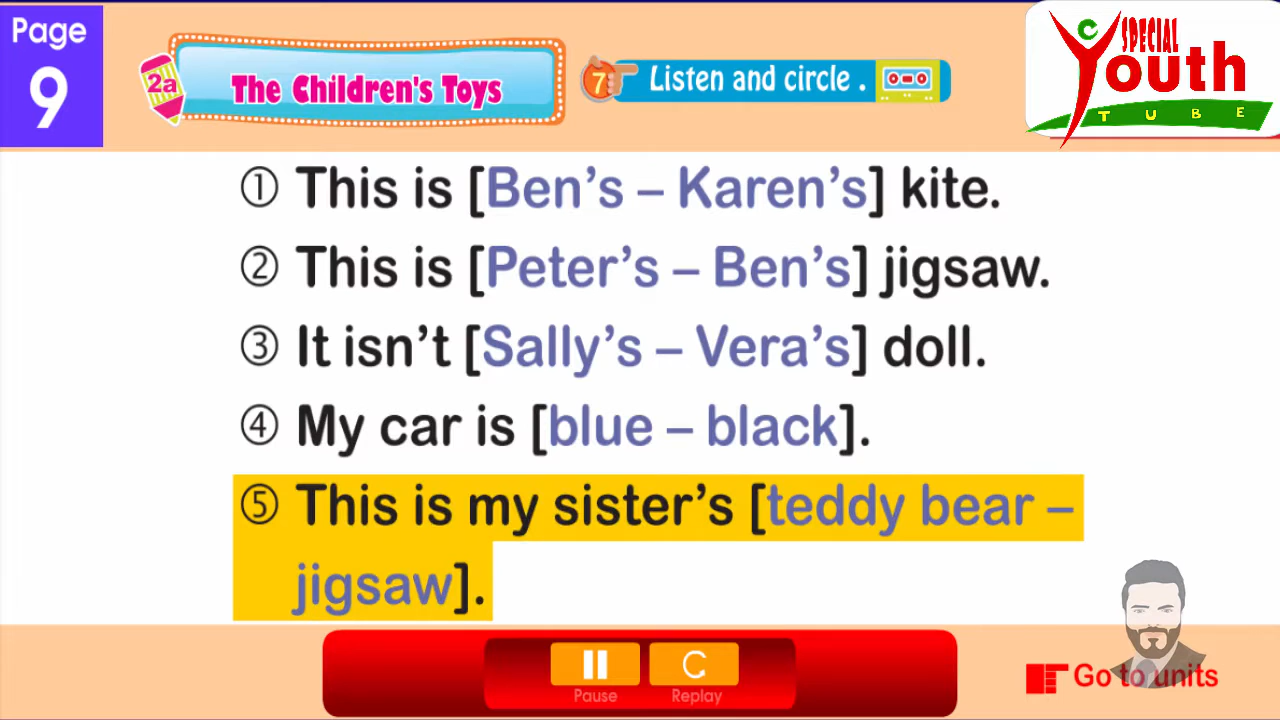 Page
9
2a
The Children's Toys
7
Listen and circle .
SPECIAL
Youth
TUBE
① This is [Ben's – Karen's] kite.
② This is [Peter's – Ben's] jigsaw.
③ It isn't [Sally's – Vera's] doll.
④ My car is [blue – black].
⑤ This is my sister's [teddy bear –
jigsaw].
Pause
Replay
Go to units